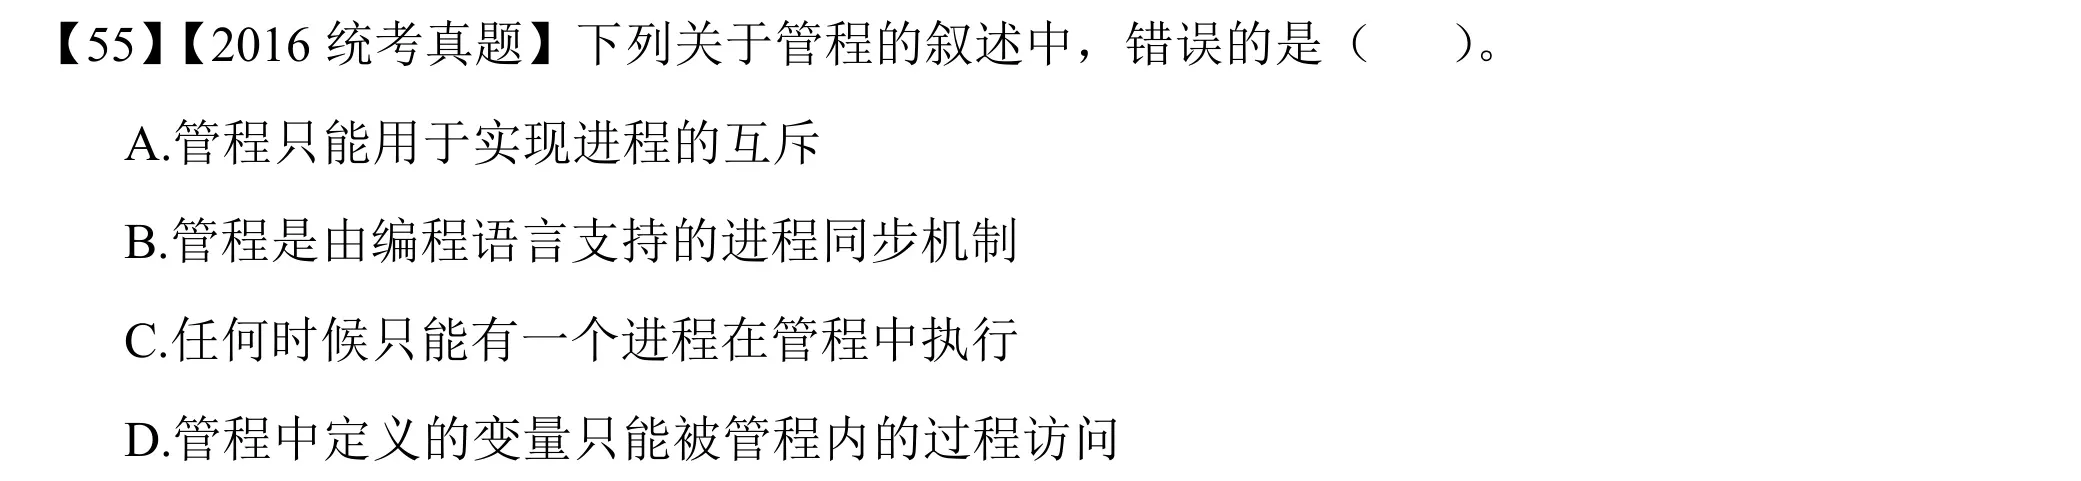 【55】【2016 统考真题】下列关于管程的叙述中，错误的是（　　）。
A.管程只能用于实现进程的互斥
B.管程是由编程语言支持的进程同步机制
C.任何时候只能有一个进程在管程中执行
D.管程中定义的变量只能被管程内的过程访问